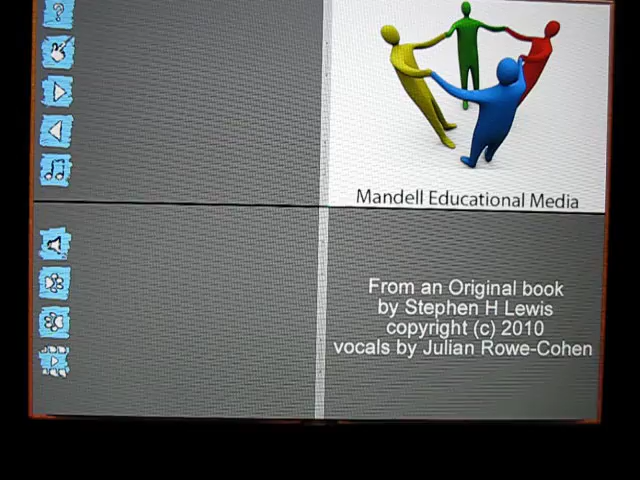 Mandell Educational Media
From an Original book
by Stephen H Lewis
copyright (c) 2010
vocals by Julian Rowe-Cohen